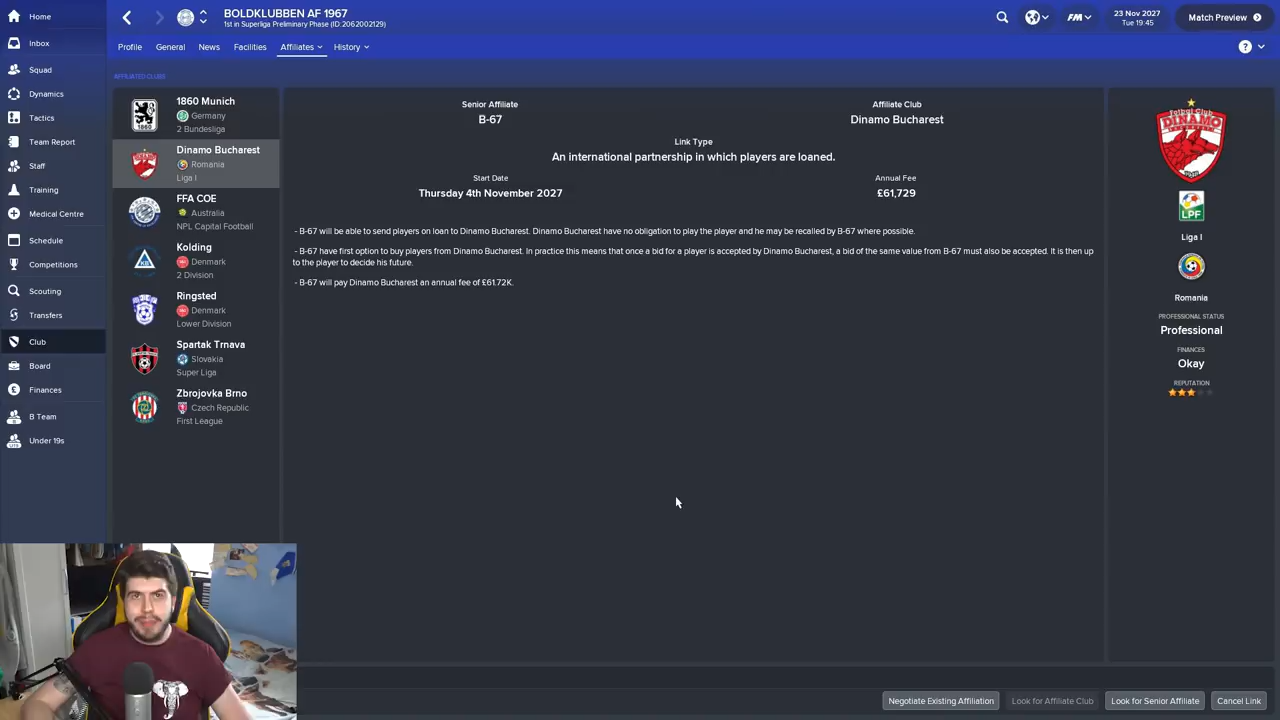 Home
BOLDKLUBBEN AF 1967
1st in Superliga Preliminary Phase (ID:2062002129)
FM
23 Nov 2027
Tue 19:45
Match Preview
Inbox
Profile
General
News
Facilities
Affiliates
History
?
Squad
Dynamics
Tactics
Team Report
Staff
Training
Medical Centre
Schedule
Competitions
Scouting
Transfers
Club
Board
Finances
B Team
Under 19s
AFFILIATED CLUBS
1860 Munich
Germany
2 Bundesliga
Dinamo Bucharest
Romania
Liga I
FFA COE
Australia
NPL Capital Football
Kolding
Denmark
2 Division
Ringsted
Denmark
Lower Division
Spartak Trnava
Slovakia
Super Liga
Zbrojovka Brno
Czech Republic
First League
Senior Affiliate
B-67
Affiliate Club
Dinamo Bucharest
Link Type
An international partnership in which players are loaned.
Start Date
Thursday 4th November 2027
Annual Fee
£61,729
- B-67 will be able to send players on loan to Dinamo Bucharest. Dinamo Bucharest have no obligation to play the player and he may be recalled by B-67 where possible.
- B-67 have first option to buy players from Dinamo Bucharest. In practice this means that once a bid for a player is accepted by Dinamo Bucharest, a bid of the same value from B-67 must also be accepted. It is then up
to the player to decide his future.
- B-67 will pay Dinamo Bucharest an annual fee of £61.72K.
DINAMO
1948
LPF
Liga I
Romania
PROFESSIONAL STATUS
Professional
FINANCES
Okay
REPUTATION
Negotiate Existing Affiliation
Look for Affiliate Club
Look for Senior Affiliate
Cancel Link